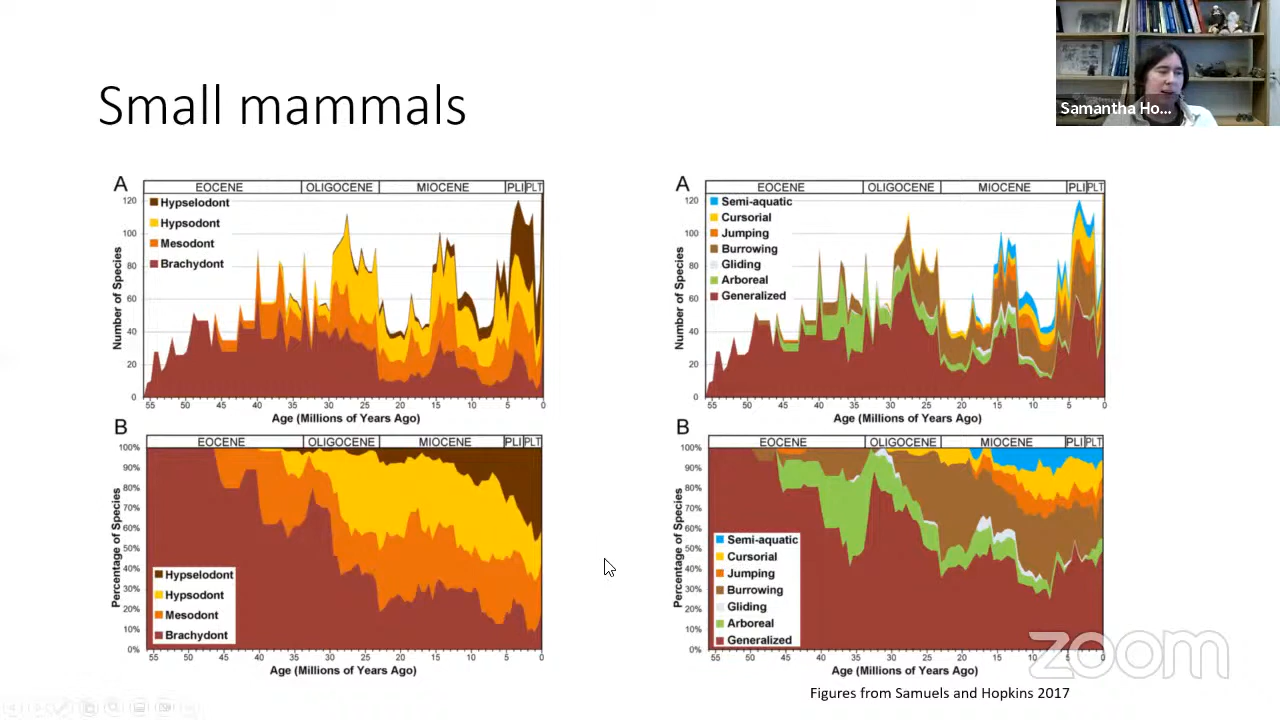 Samantha Ho...
Small mammals
A
EOCENE OLIGOCENE MIOCENE PLI PLT
Hypselodont
Hypsodont
Mesodont
Brachydont
Number of Species
120
100
80
60
40
20
0
55 50 45 40 35 30 25 20 15 10 5 0
Age (Millions of Years Ago)
B
EOCENE OLIGOCENE MIOCENE PLI PLT
Percentage of Species
100%
90%
80%
70%
60%
50%
40%
30%
20%
10%
0%
Hypselodont
Hypsodont
Mesodont
Brachydont
55 50 45 40 35 30 25 20 15 10 5 0
Age (Millions of Years Ago)
A
EOCENE OLIGOCENE MIOCENE PLI PLT
Semi-aquatic
Cursorial
Jumping
Burrowing
Gliding
Arboreal
Generalized
Number of Species
120
100
80
60
40
20
0
55 50 45 40 35 30 25 20 15 10 5 0
Age (Millions of Years Ago)
B
EOCENE OLIGOCENE MIOCENE PLI PLT
Percentage of Species
100%
90%
80%
70%
60%
50%
40%
30%
20%
10%
0%
Semi-aquatic
Cursorial
Jumping
Burrowing
Gliding
Arboreal
Generalized
55 50 45 40 35 30 25 20 15 10 5 0
Age (Millions of Years Ago)
zoom
Figures from Samuels and Hopkins 2017